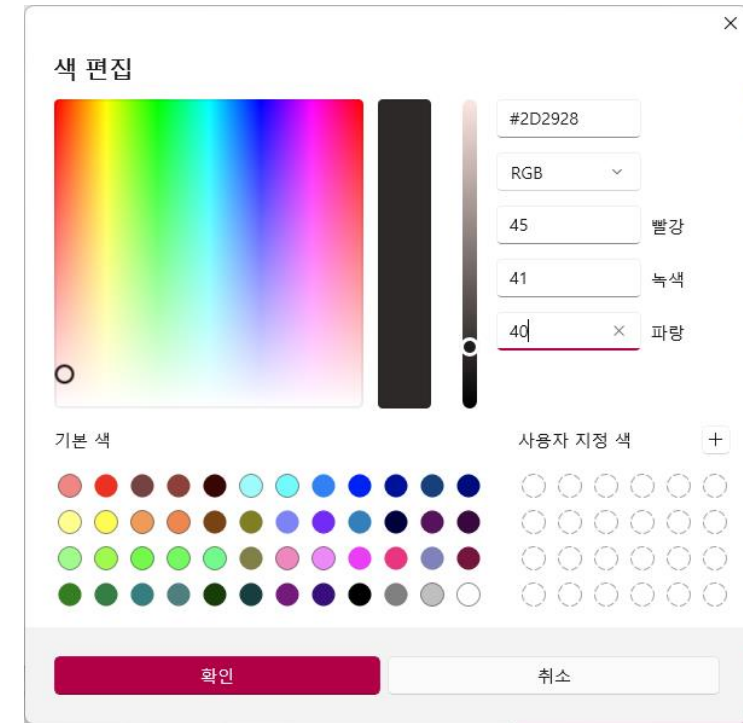 색 편집
#2D2928
RGB
45 빨강
41 녹색
40 파랑
기본 색
사용자 지정 색
확인
취소